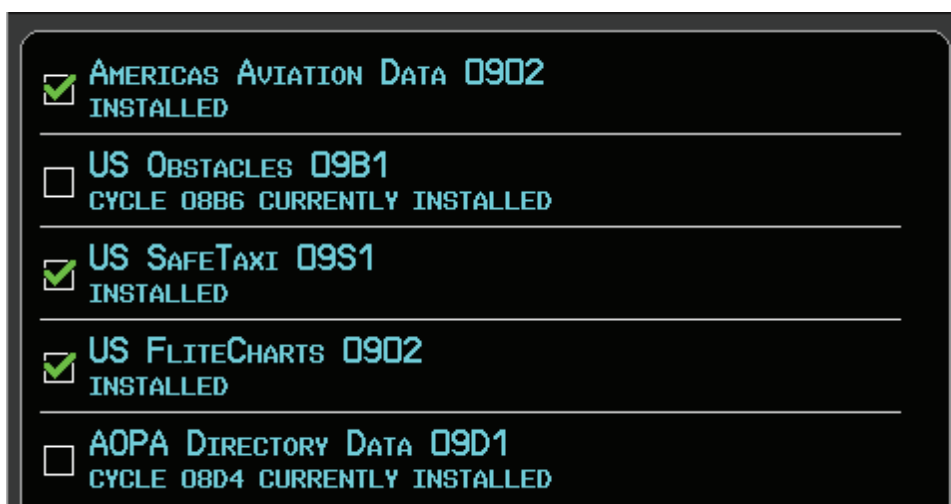 Americas Aviation Data 0902
INSTALLED
US Obstacles 09B1
CYCLE 08B6 CURRENTLY INSTALLED
US SafeTaxi 09S1
INSTALLED
US FliteCharts 0902
INSTALLED
AOPA Directory Data 09D1
CYCLE 08D4 CURRENTLY INSTALLED